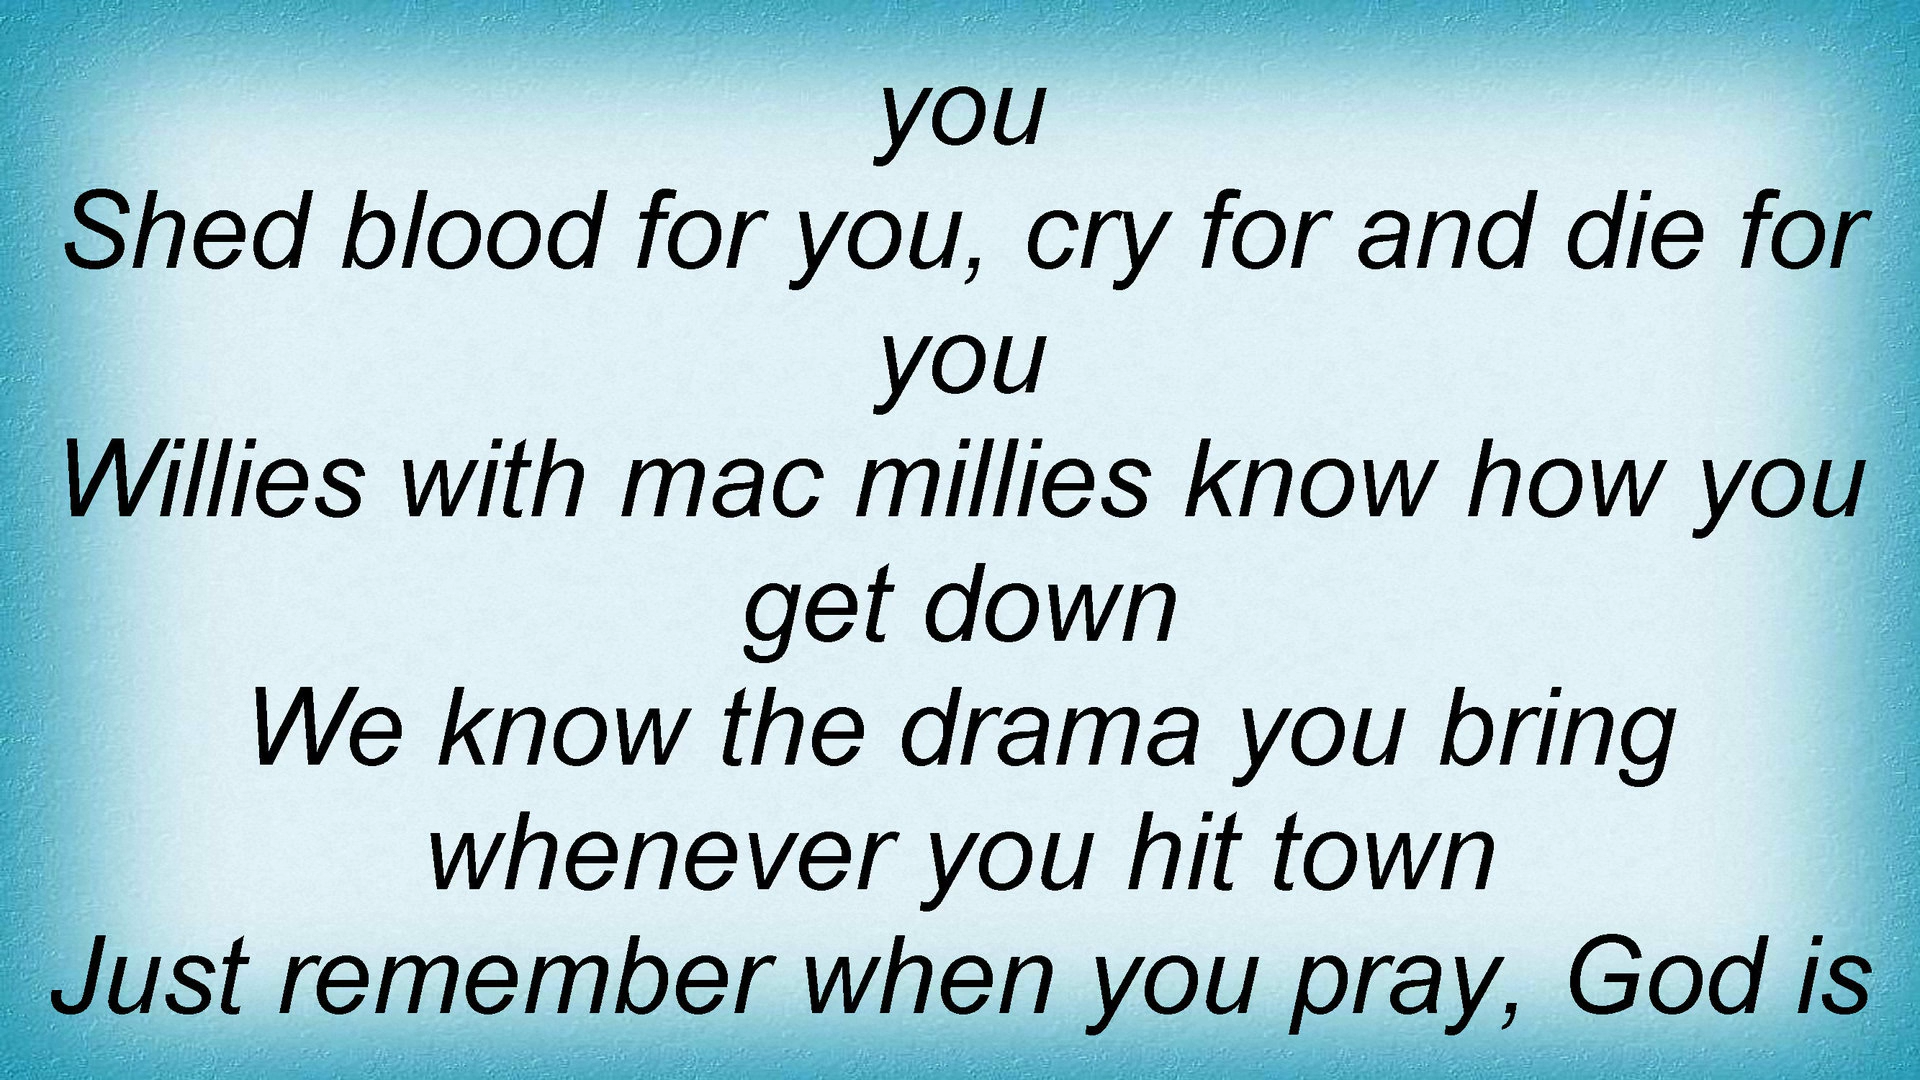 you
Shed blood for you, cry for and die for
you
Willies with mac millies know how you
get down
We know the drama you bring
whenever you hit town
Just remember when you pray, God is